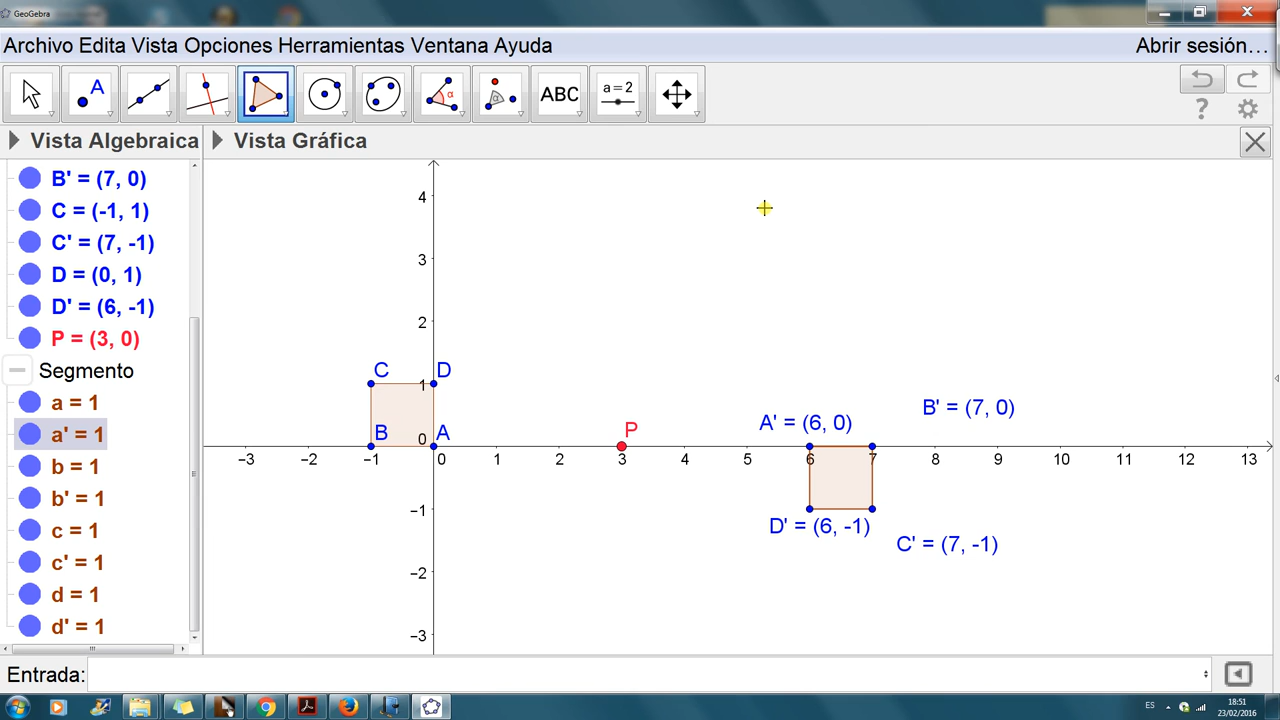 GeoGebra
Archivo Edita Vista Opciones Herramientas Ventana Ayuda
Abrir sesión...
A
α
α
ABC
a=2
?
Vista Algebraica
Vista Gráfica
B' = (7, 0)
C = (-1, 1)
C' = (7, -1)
D = (0, 1)
D' = (6, -1)
P = (3, 0)
Segmento
a = 1
a' = 1
b = 1
b' = 1
c = 1
c' = 1
d = 1
d' = 1
4
3
2
C
D
1
B' = (7, 0)
A' = (6, 0)
P
B
A
0
−3 −2 −1 0 1 2 3 4 5 6 7 8 9 10 11 12 13
−1
D' = (6, -1)
C' = (7, -1)
−2
−3
Entrada:
ES
18:51
23/02/2016